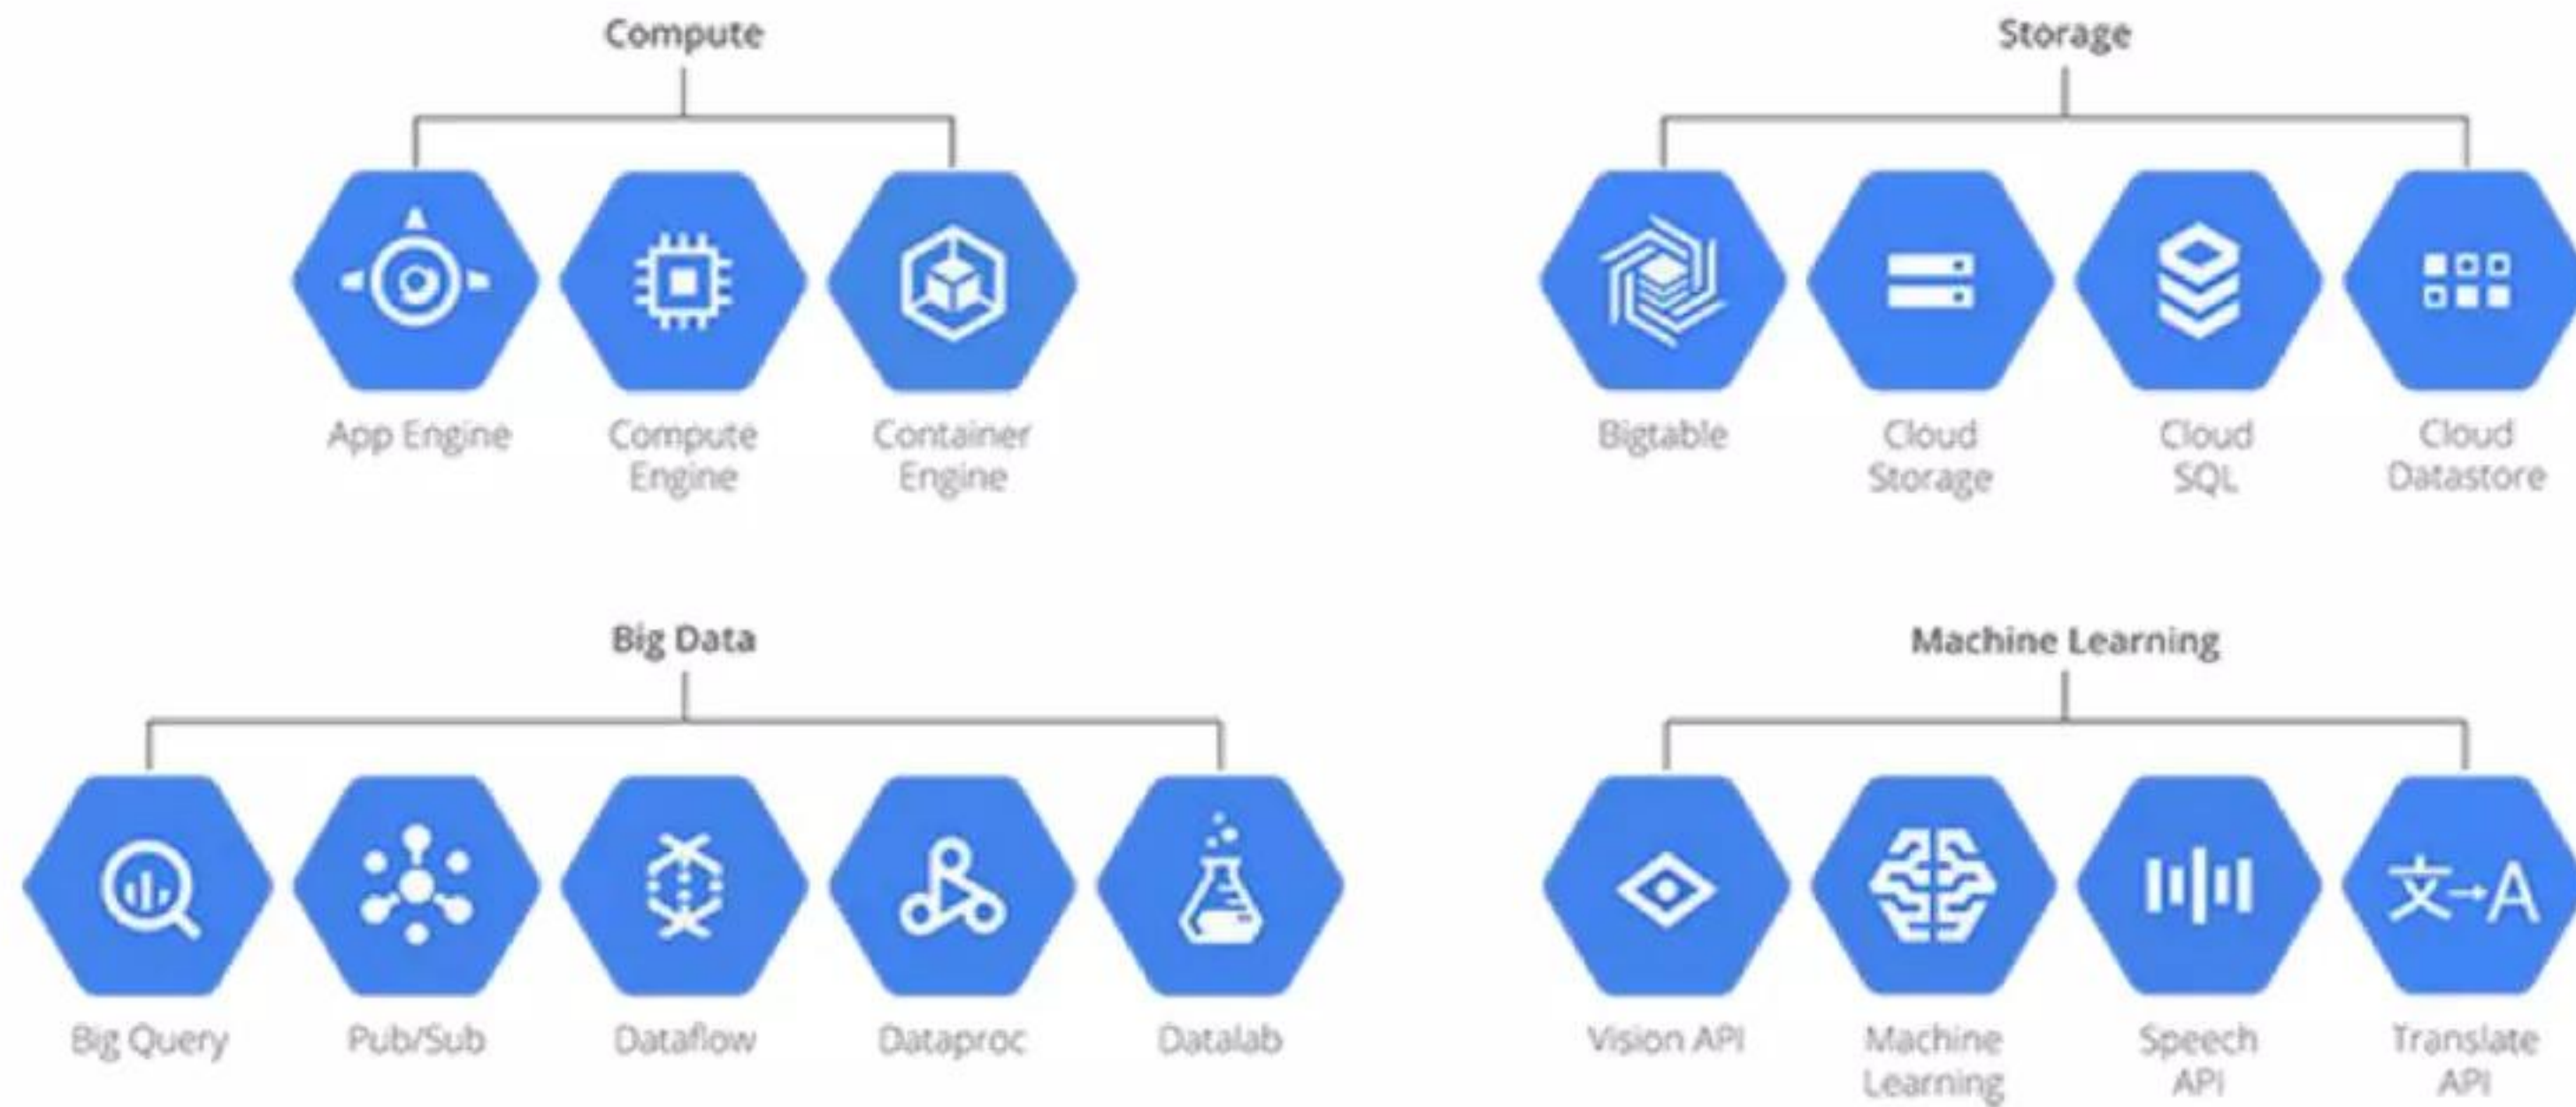 Compute
App Engine
Compute
Engine
Container
Engine
Storage
Bigtable
Cloud
Storage
Cloud
SQL
Cloud
Datastore
Big Data
Big Query
Pub/Sub
Dataflow
Dataproc
Datalab
Machine Learning
文→A
Vision API
Machine
Learning
Speech
API
Translate
API